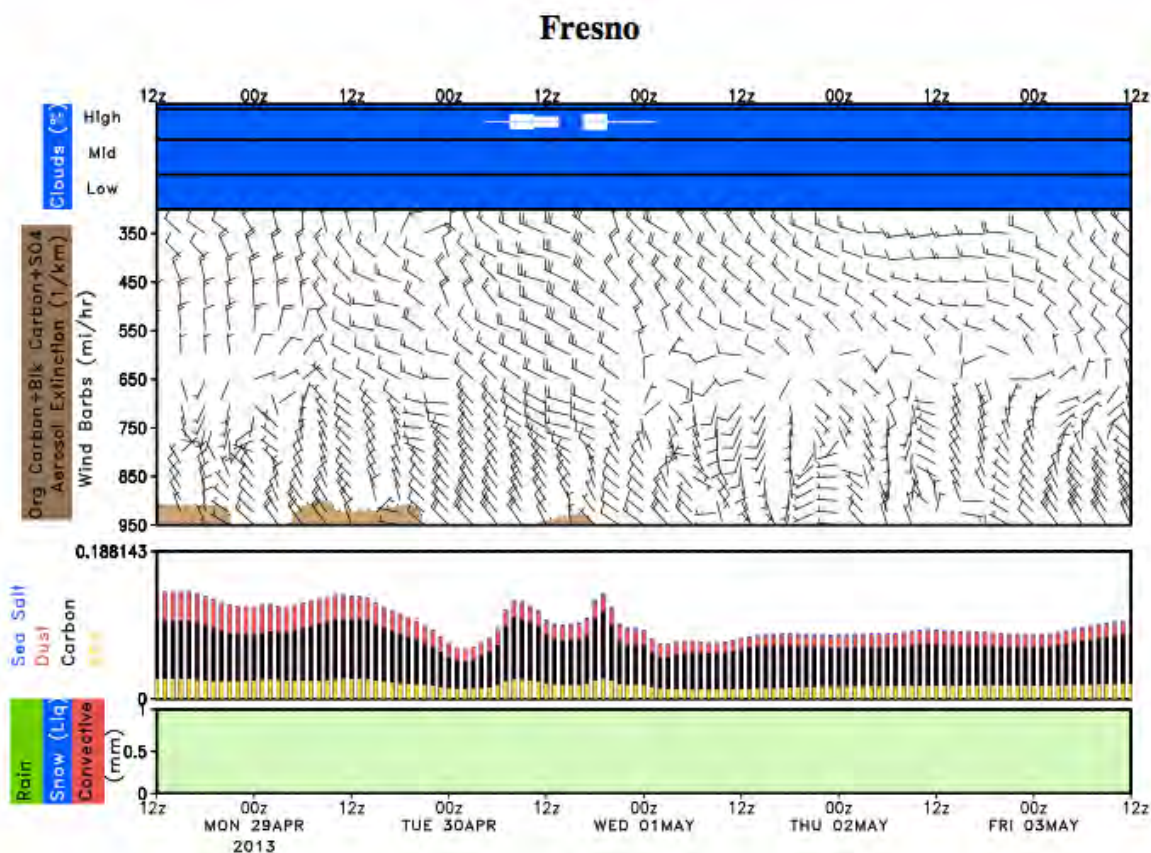 Fresno
12z 00z 12z 00z 12z 00z 12z 00z 12z 00z 12z
Clouds (%)
High
Mid
Low
Org Carbon+Blk Carbon+SO4
Aerosol Extinction (1/km)
Wind Barbs (mi/hr)
350
450
550
650
750
850
950
0.188143
0
Sea Salt
Dust
Carbon
Rain
Snow (Liq)
Convective
(mm)
1
0.5
0
12z 00z 12z 00z 12z 00z 12z 00z 12z 00z 12z
MON 29APR TUE 30APR WED 01MAY THU 02MAY FRI 03MAY
2013